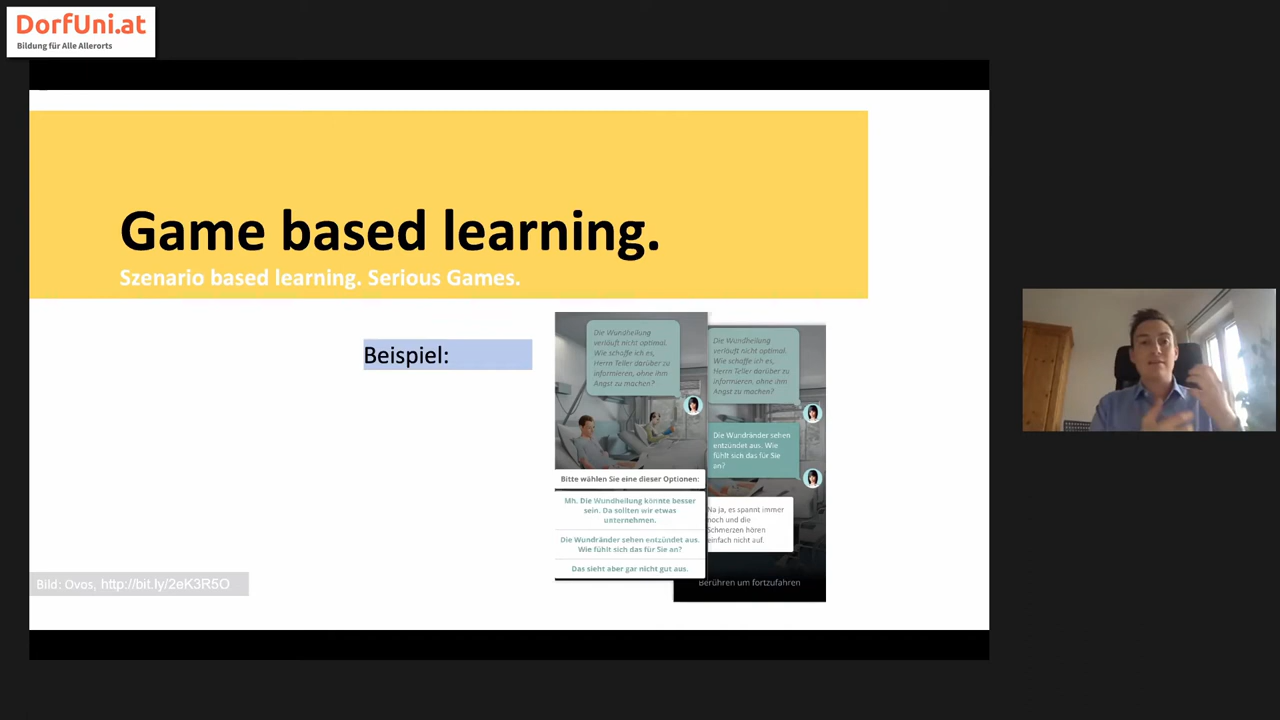 DorfUni.at
Bildung für Alle Allerorts
Game based learning.
Szenario based learning. Serious Games.
Beispiel:
Die Wundheilung
verläuft nicht optimal.
Wie schaffe ich es,
Herrn Teller darüber zu
informieren, ohne ihm
Angst zu machen?
Bitte wählen Sie eine dieser Optionen:
Mh. Die Wundheilung könnte besser
sein. Da sollten wir etwas
unternehmen.
Die Wundränder sehen entzündet aus.
Wie fühlt sich das für Sie an?
Das sieht aber gar nicht gut aus.
Die Wundheilung
verläuft nicht optimal.
Wie schaffe ich es,
Herrn Teller darüber zu
informieren, ohne ihm
Angst zu machen?
Die Wundränder sehen
entzündet aus. Wie
fühlt sich das für Sie
an?
Na ja, es spannt immer
noch und die
Schmerzen hören
einfach nicht auf.
Berühren um fortzufahren
Bild: Ovos, http://bit.ly/2eK3R5O